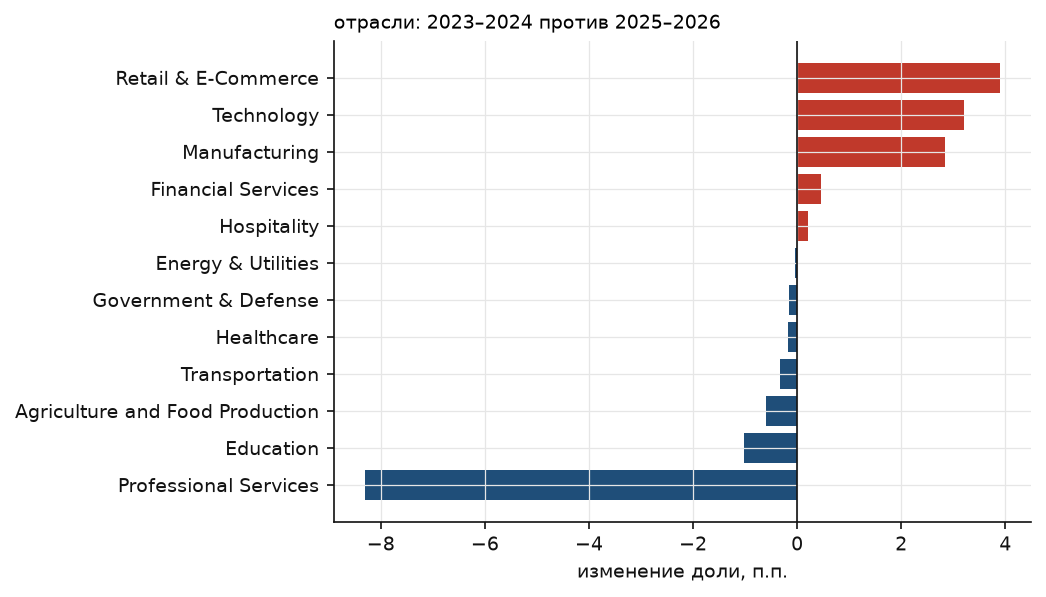 отрасли: 2023–2024 против 2025–2026
Retail & E-Commerce
Technology
Manufacturing
Financial Services
Hospitality
Energy & Utilities
Government & Defense
Healthcare
Transportation
Agriculture and Food Production
Education
Professional Services
−8 −6 −4 −2 0 2 4
изменение доли, п.п.